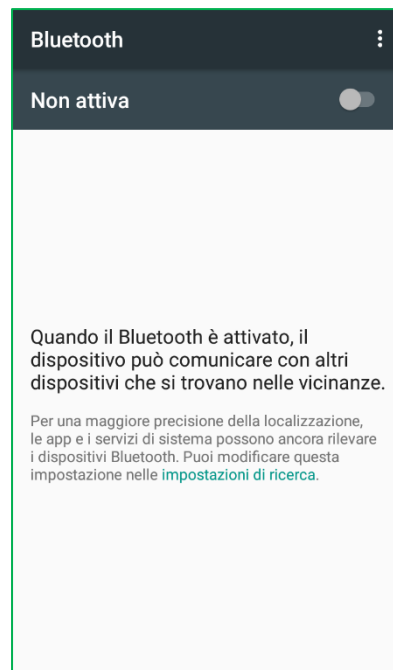 Bluetooth
Non attiva
Quando il Bluetooth è attivato, il
dispositivo può comunicare con altri
dispositivi che si trovano nelle vicinanze.
Per una maggiore precisione della localizzazione,
le app e i servizi di sistema possono ancora rilevare
i dispositivi Bluetooth. Puoi modificare questa
impostazione nelle impostazioni di ricerca.